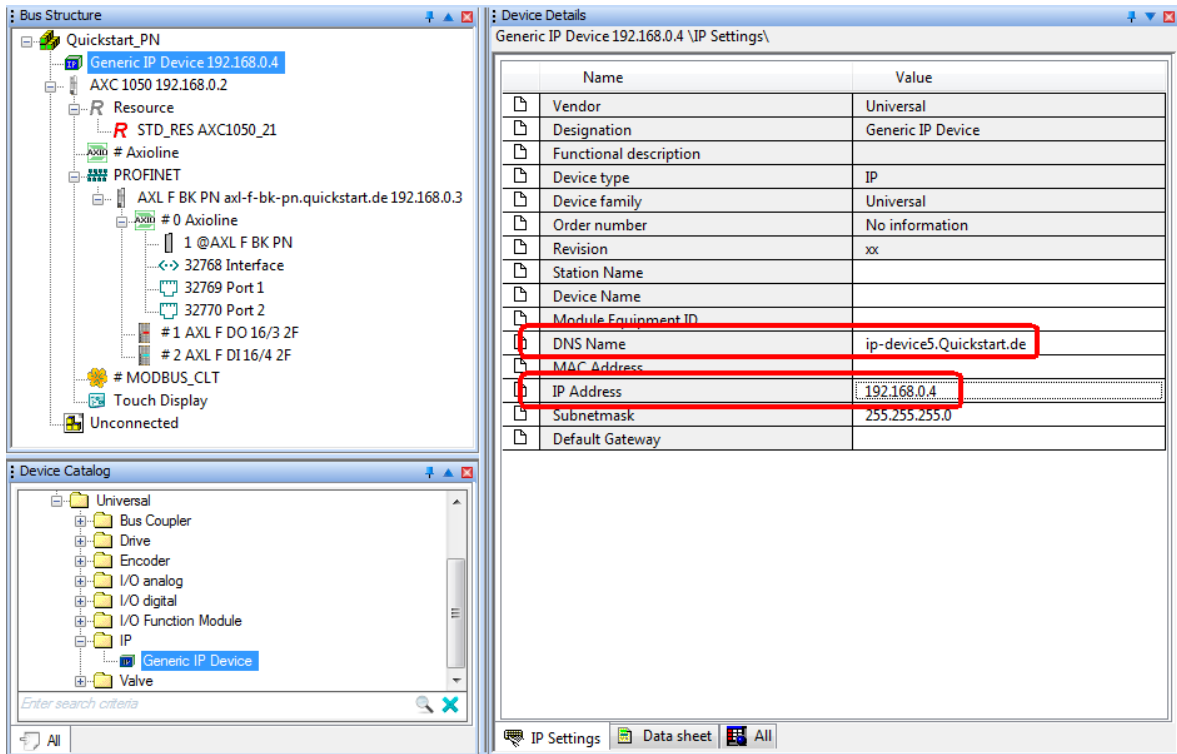 Bus Structure
Quickstart_PN
Generic IP Device 192.168.0.4
AXC 1050 192.168.0.2
R Resource
R STD_RES AXC1050_21
AXIO # Axioline
PROFINET
AXL F BK PN axl-f-bk-pn.quickstart.de 192.168.0.3
AXIO # 0 Axioline
1 @AXL F BK PN
32768 Interface
32769 Port 1
32770 Port 2
# 1 AXL F DO 16/3 2F
# 2 AXL F DI 16/4 2F
# MODBUS_CLT
Touch Display
Unconnected
Device Catalog
Universal
Bus Coupler
Drive
Encoder
I/O analog
I/O digital
I/O Function Module
IP
Generic IP Device
Valve
Enter search criteria
All
Device Details
Generic IP Device 192.168.0.4 \IP Settings\
Name Value
Vendor Universal
Designation Generic IP Device
Functional description
Device type IP
Device family Universal
Order number No information
Revision xx
Station Name
Device Name
Module Equipment ID
DNS Name ip-device5.Quickstart.de
MAC Address
IP Address 192.168.0.4
Subnetmask 255.255.255.0
Default Gateway
IP Settings Data sheet All